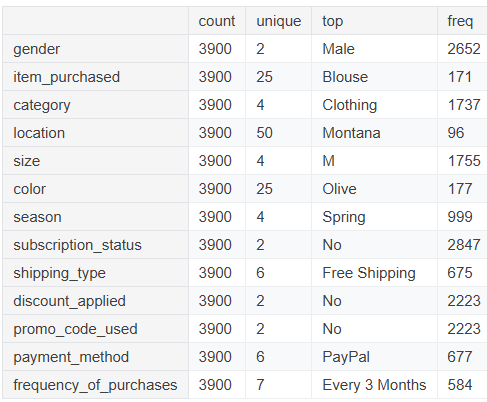 count unique top freq
gender 3900 2 Male 2652
item_purchased 3900 25 Blouse 171
category 3900 4 Clothing 1737
location 3900 50 Montana 96
size 3900 4 M 1755
color 3900 25 Olive 177
season 3900 4 Spring 999
subscription_status 3900 2 No 2847
shipping_type 3900 6 Free Shipping 675
discount_applied 3900 2 No 2223
promo_code_used 3900 2 No 2223
payment_method 3900 6 PayPal 677
frequency_of_purchases 3900 7 Every 3 Months 584